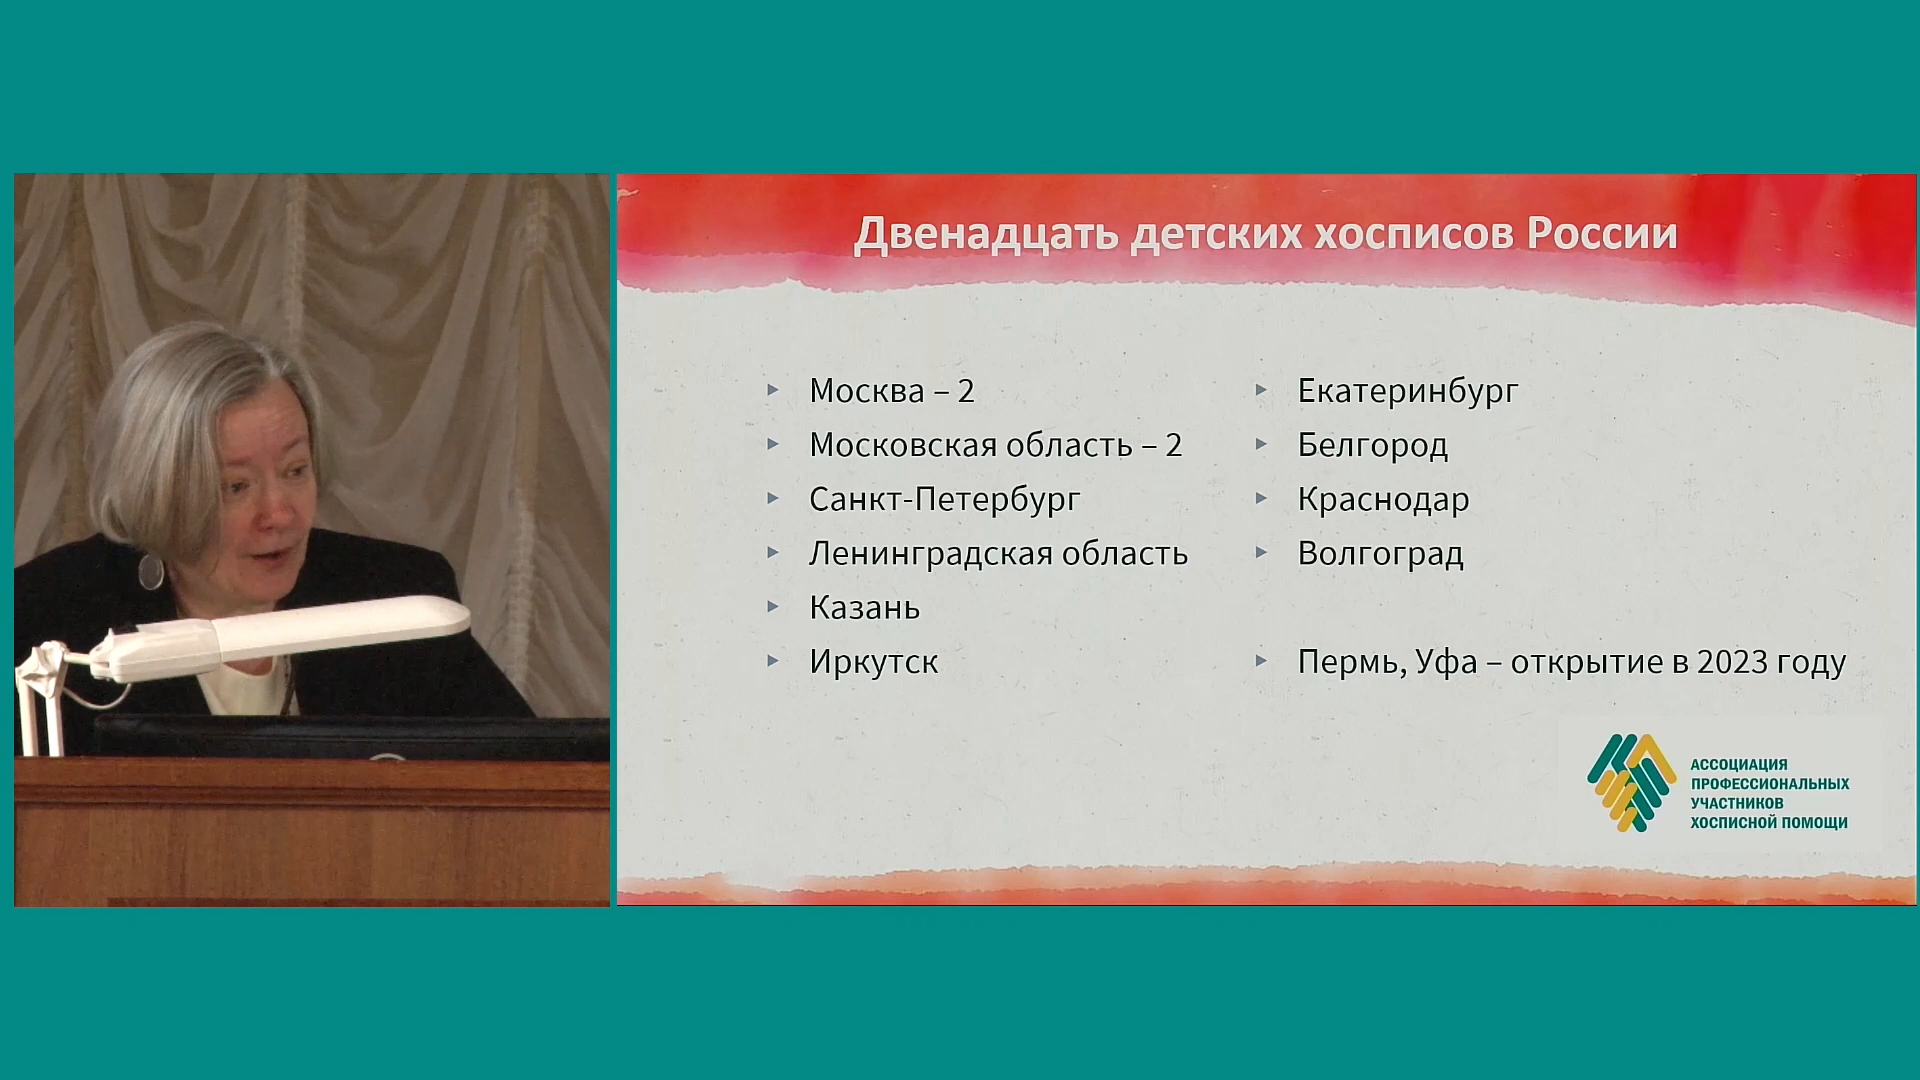 Двенадцать детских хосписов России
Москва – 2
Московская область – 2
Санкт-Петербург
Ленинградская область
Казань
Иркутск
Екатеринбург
Белгород
Краснодар
Волгоград
Пермь, Уфа – открытие в 2023 году
АССОЦИАЦИЯ
ПРОФЕССИОНАЛЬНЫХ
УЧАСТНИКОВ
ХОСПИСНОЙ ПОМОЩИ